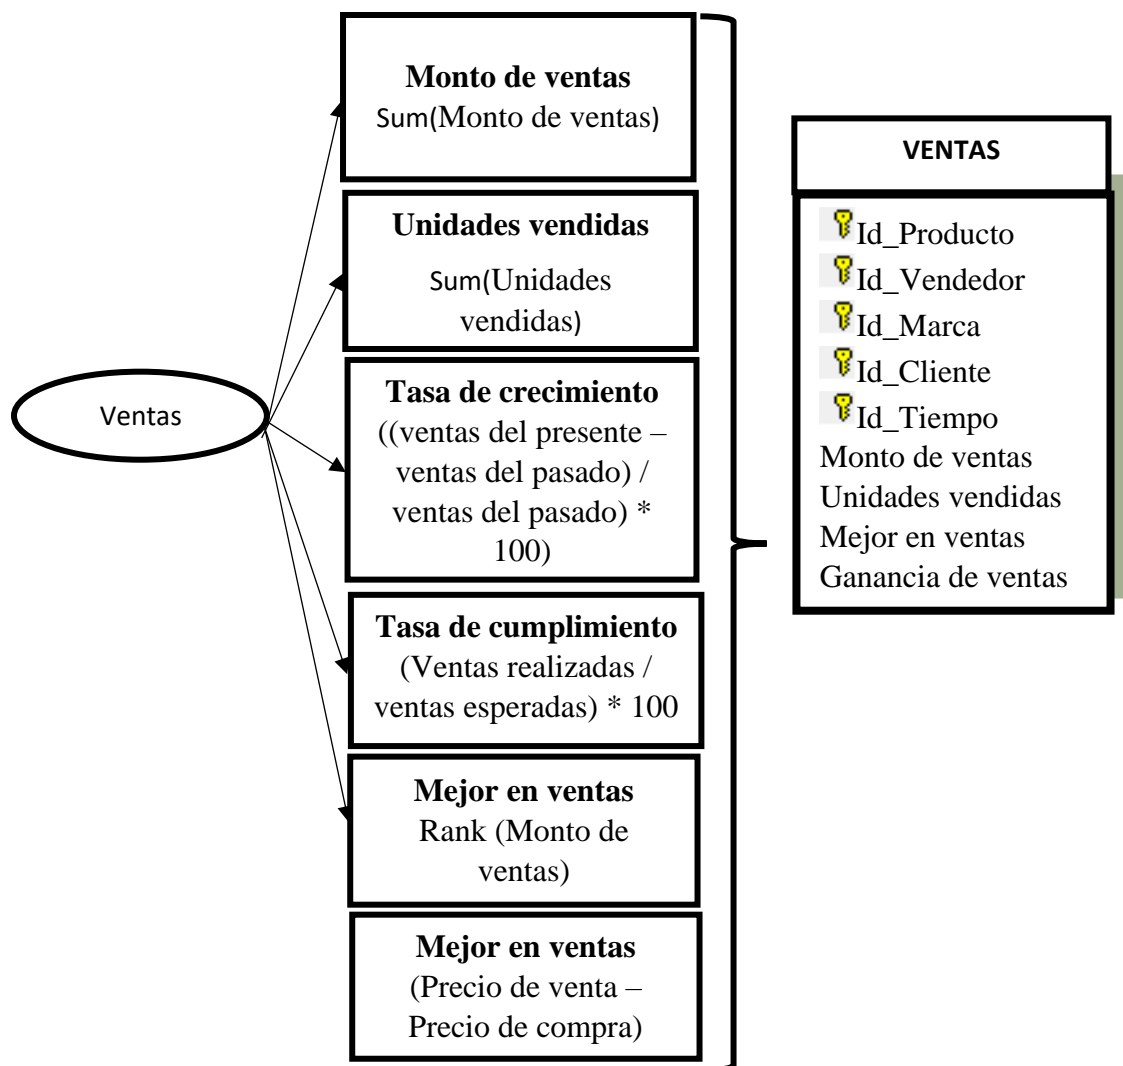 Monto de ventas
Sum(Monto de ventas)
Unidades vendidas
Sum(Unidades
vendidas)
Tasa de crecimiento
((ventas del presente –
ventas del pasado) /
ventas del pasado) *
100)
Tasa de cumplimiento
(Ventas realizadas /
ventas esperadas) * 100
Mejor en ventas
Rank (Monto de
ventas)
Mejor en ventas
(Precio de venta –
Precio de compra)
Ventas
VENTAS
Id_Producto
Id_Vendedor
Id_Marca
Id_Cliente
Id_Tiempo
Monto de ventas
Unidades vendidas
Mejor en ventas
Ganancia de ventas